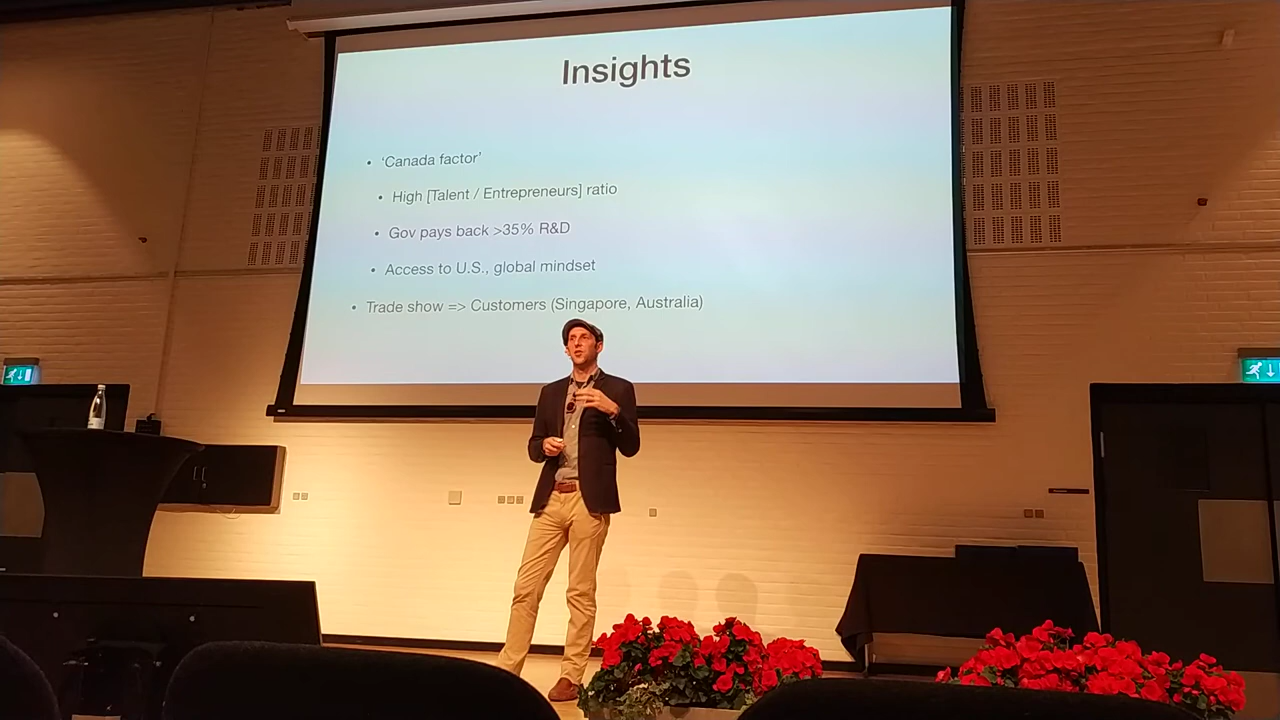 Insights
• ‘Canada factor’
• High [Talent / Entrepreneurs] ratio
• Gov pays back >35% R&D
• Access to U.S., global mindset
• Trade show => Customers (Singapore, Australia)